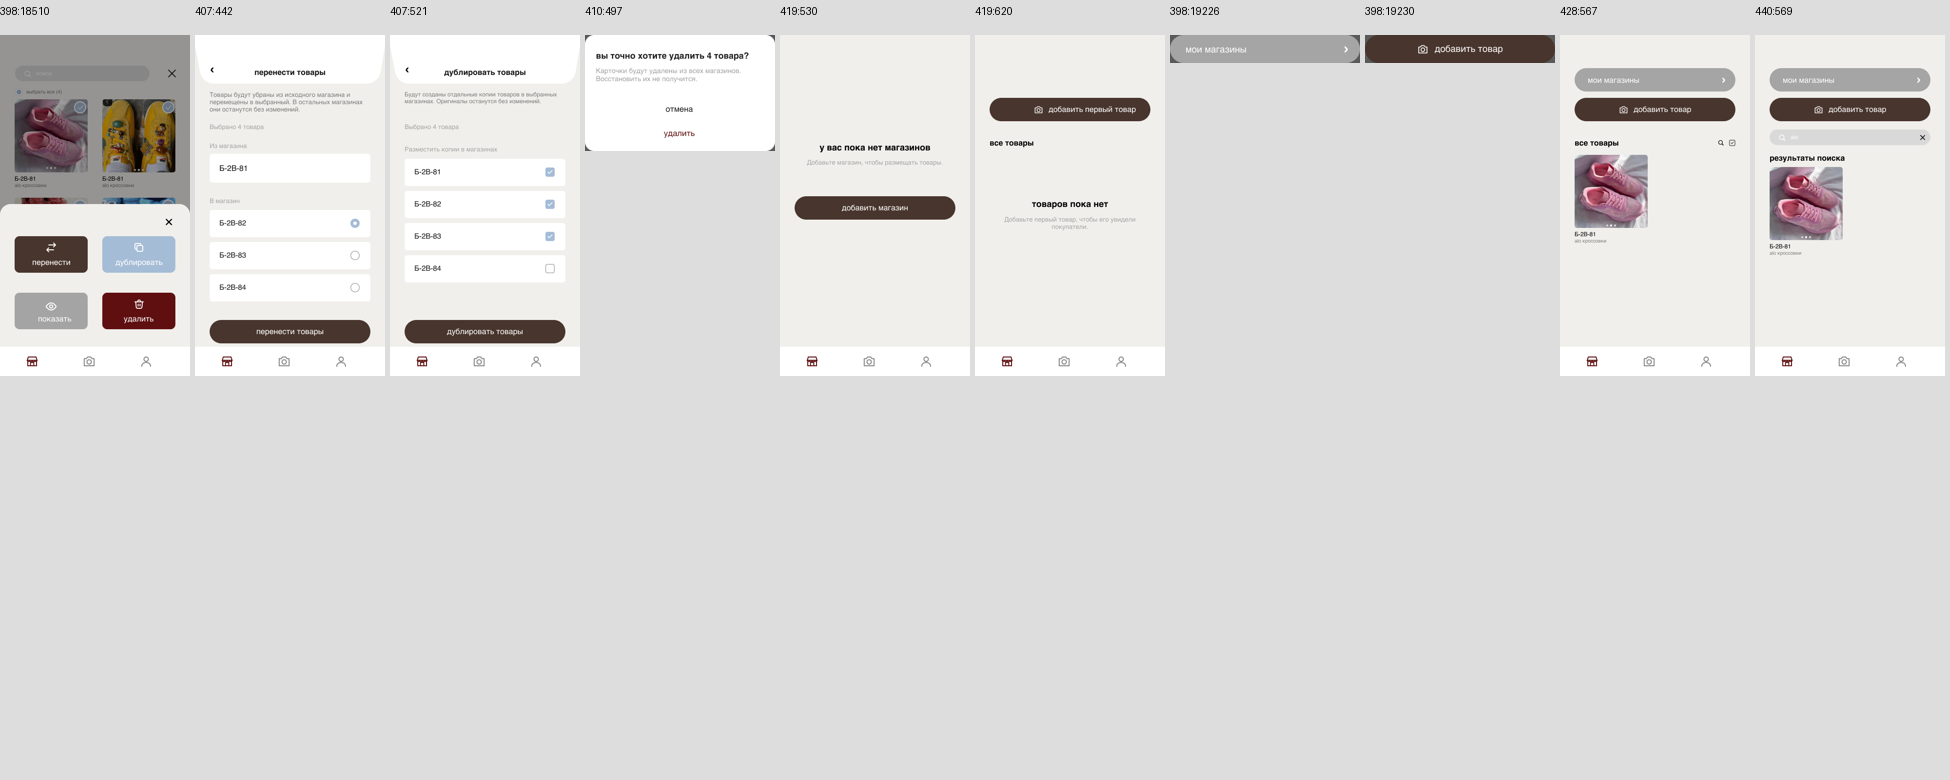 398:18510
407:442
407:521
410:497
419:530
419:620
398:19226
398:19230
428:567
440:569
поиск
выбрать все (4)
Б-2В-81
Б-2В-81
перенести
дублировать
показать
удалить
перенести товары
Товары будут убраны из исходного магазина и
перемещены в выбранный. В остальных магазинах
они останутся без изменений.
Выбрано 4 товара
Из магазина
Б-2В-81
В магазин
Б-2В-82
Б-2В-83
Б-2В-84
перенести товары
дублировать товары
Будут созданы отдельные копии товаров в выбранных
магазинах. Оригиналы останутся без изменений.
Выбрано 4 товара
Разместить копии в магазинах
Б-2В-81
Б-2В-82
Б-2В-83
Б-2В-84
дублировать товары
вы точно хотите удалить 4 товара?
Карточки будут удалены из всех магазинов.
Восстановить их не получится.
отмена
удалить
у вас пока нет магазинов
Добавьте магазин, чтобы размещать товары.
добавить магазин
добавить первый товар
все товары
товаров пока нет
Добавьте первый товар, чтобы его увидели
покупатели.
мои магазины
добавить товар
мои магазины
добавить товар
все товары
Б-2В-81
кроссовки
мои магазины
добавить товар
результаты поиска
Б-2В-81
кроссовки